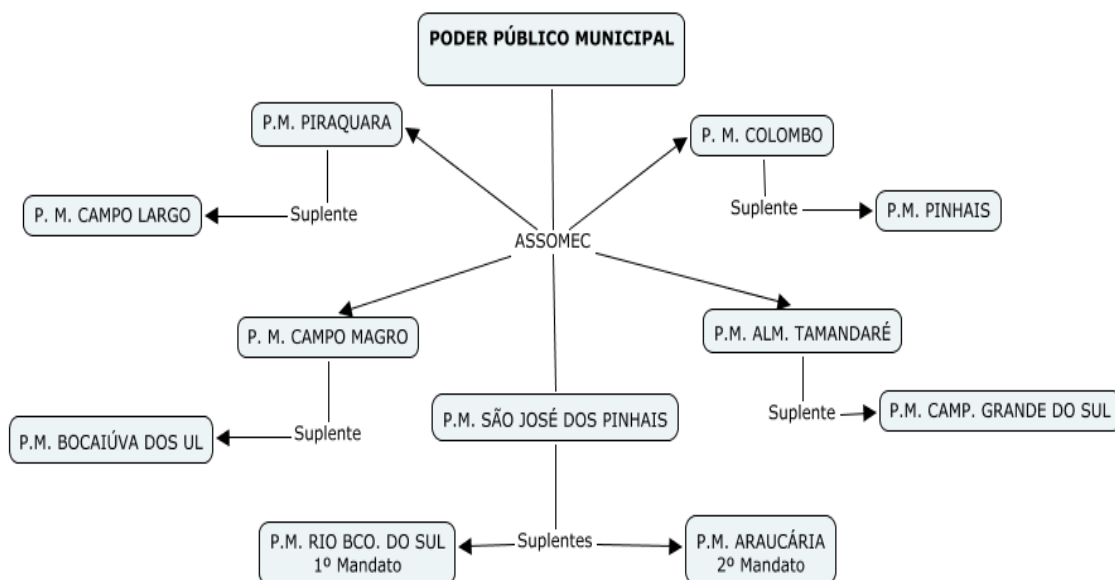 PODER PÚBLICO MUNICIPAL
P.M. PIRAQUARA
P. M. COLOMBO
P. M. CAMPO LARGO
Suplente
Suplente
P.M. PINHAIS
ASSOMEC
P. M. CAMPO MAGRO
P.M. ALM. TAMANDARÉ
P.M. SÃO JOSÉ DOS PINHAIS
Suplente
P.M. CAMP. GRANDE DO SUL
P.M. BOCAIÚVA DOS UL
Suplente
P.M. RIO BCO. DO SUL
1º Mandato
Suplentes
P.M. ARAUCÁRIA
2º Mandato